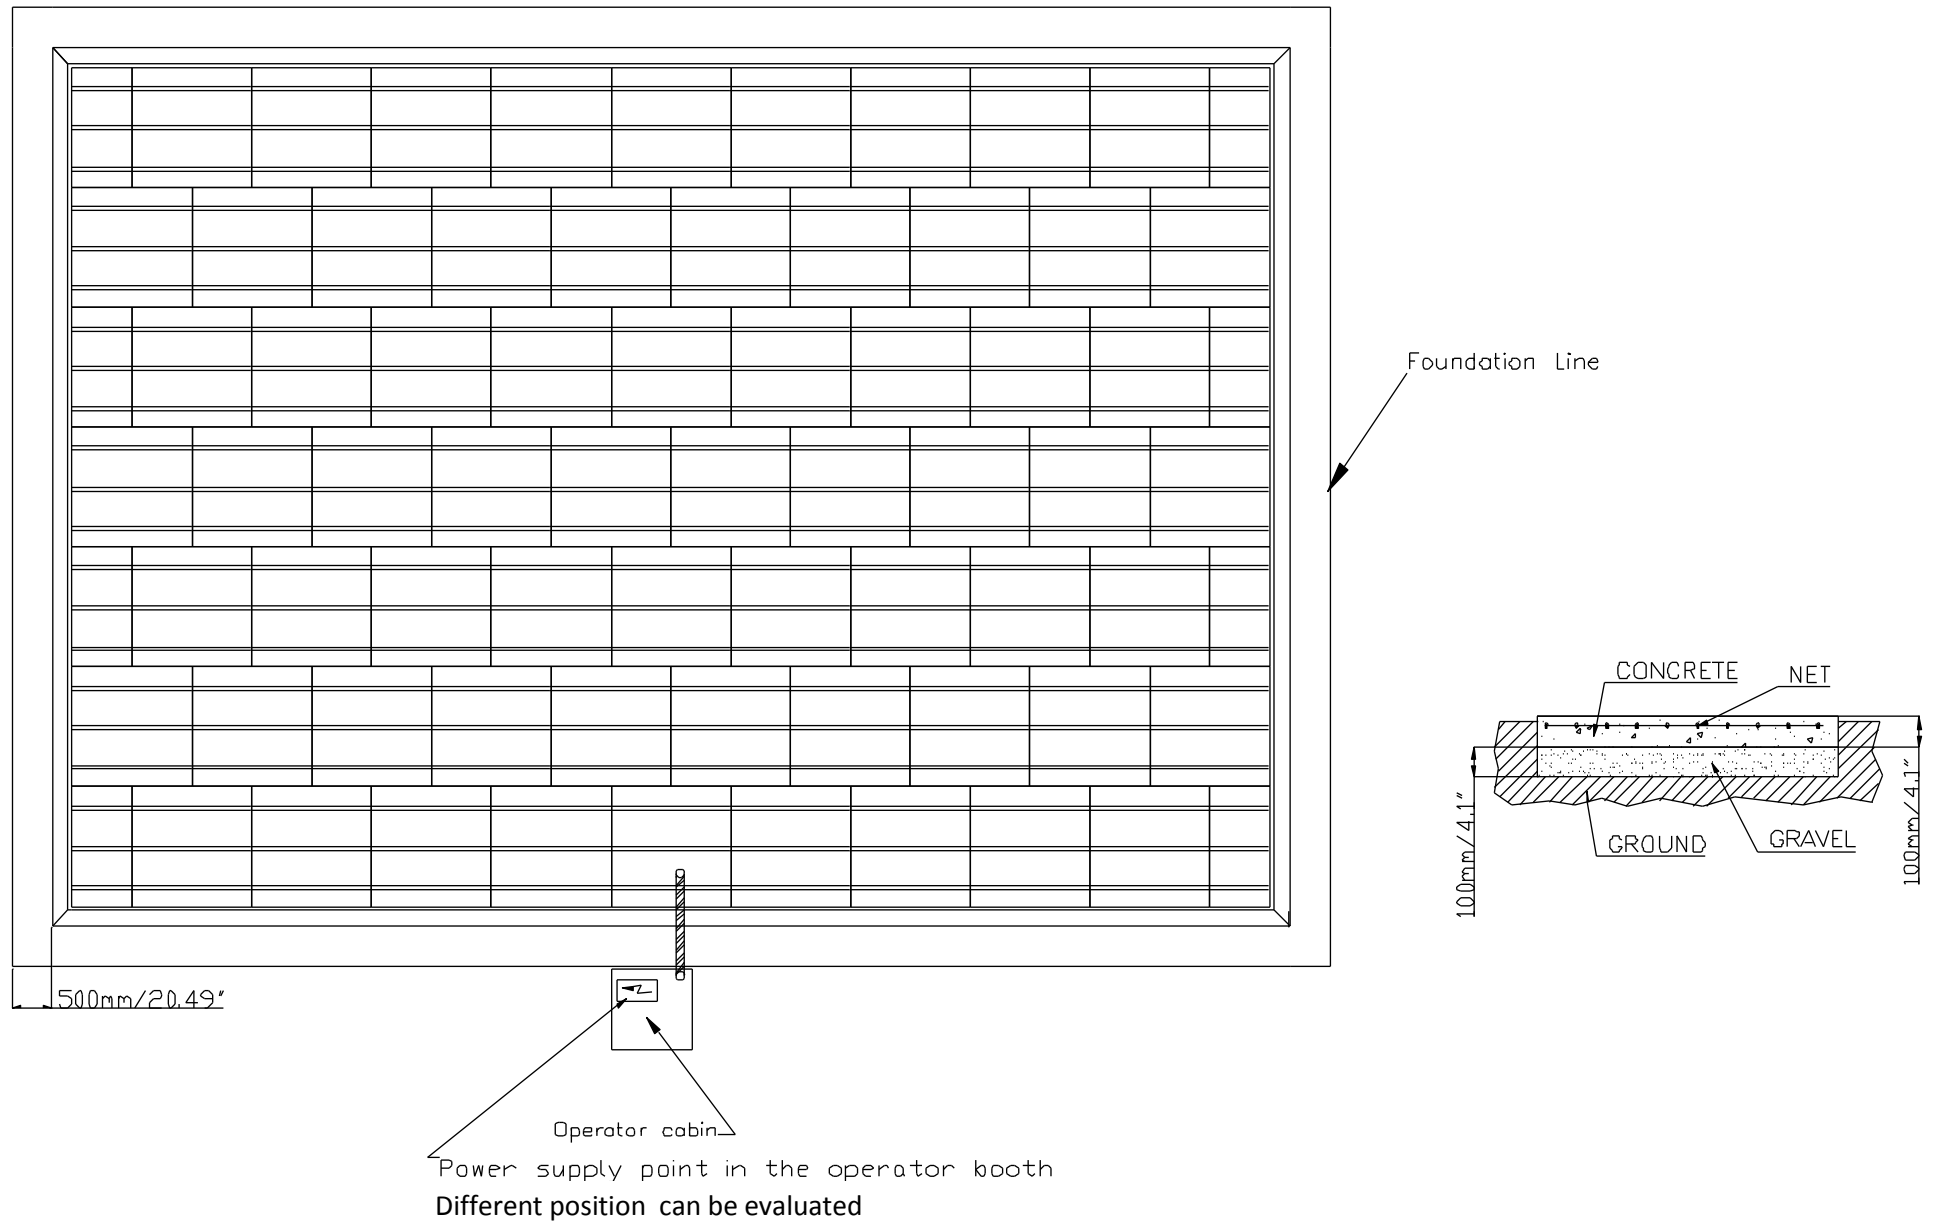 Foundation Line
CONCRETE
NET
100mm/4,1"
100mm/4,1"
GROUND
GRAVEL
500mm/20.49"
Operator cabin
Power supply point in the operator booth
Different position can be evaluated